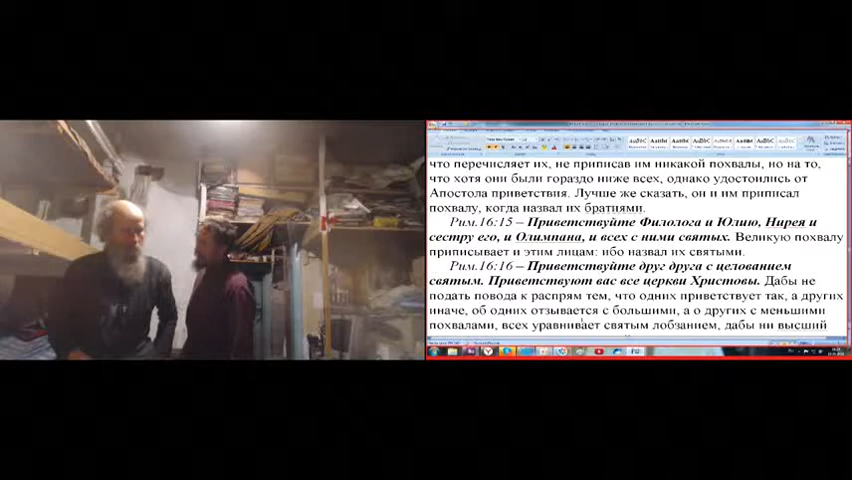 что перечисляет их, не приписав им никакой похвалы, но на то,
что хотя они были гораздо ниже всех, однако удостоились от
Апостола приветствия. Лучше же сказать, он и им приписал
похвалу, когда назвал их братиями.
Рим.16:15 – Приветствуйте Филолога и Юлию, Нирея и
сестру его, и Олимпана, и всех с ними святых. Великую похвалу
приписывает и этим лицам: ибо назвал их святыми.
Рим.16:16 – Приветствуйте друг друга с целованием
святым. Приветствуют вас все церкви Христовы. Дабы не
подать повода к распрям тем, что одних приветствует так, а других
иначе, об одних отзывается с большими, а о других с меньшими
похвалами, всех уравнивает святым лобзанием, дабы ни высший